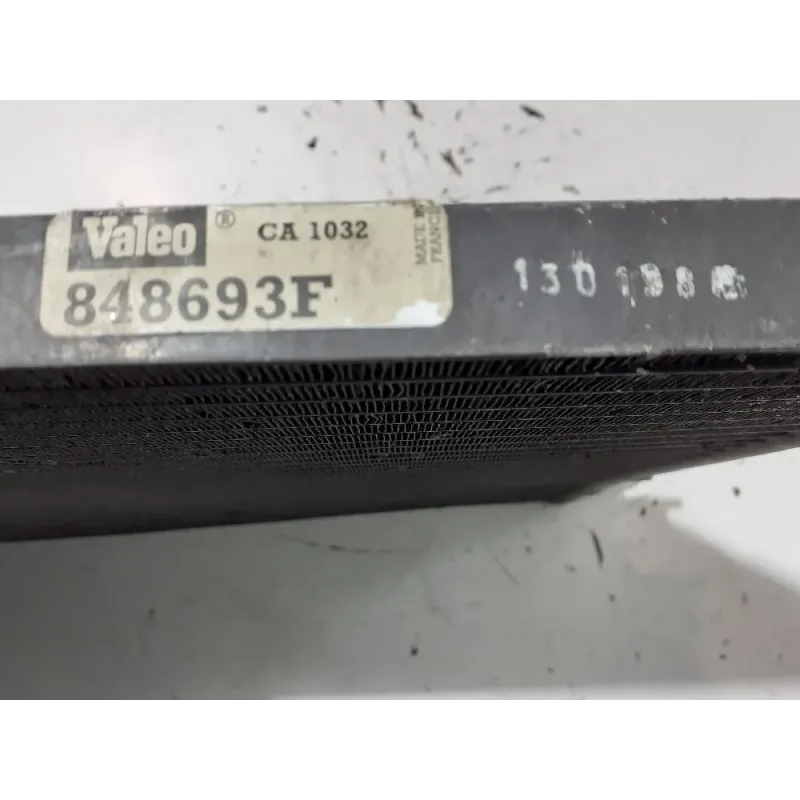 Valeo ® CA 1032
848693F
MADE IN
FRANCE